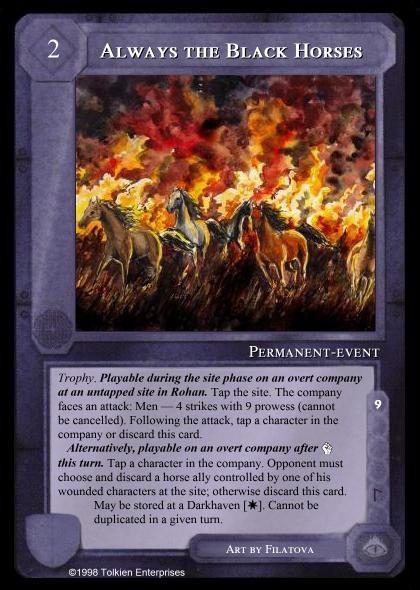 2
Always the Black Horses
Permanent-event
Trophy. Playable during the site phase on an overt company
at an untapped site in Rohan. Tap the site. The company
faces an attack: Men — 4 strikes with 9 prowess (cannot
be cancelled). Following the attack, tap a character in the
company or discard this card.
Alternatively, playable on an overt company after
this turn. Tap a character in the company. Opponent must
choose and discard a horse ally controlled by one of his
wounded characters at the site; otherwise discard this card.
May be stored at a Darkhaven [✷]. Cannot be
duplicated in a given turn.
9
Art by Filatova
©1998 Tolkien Enterprises